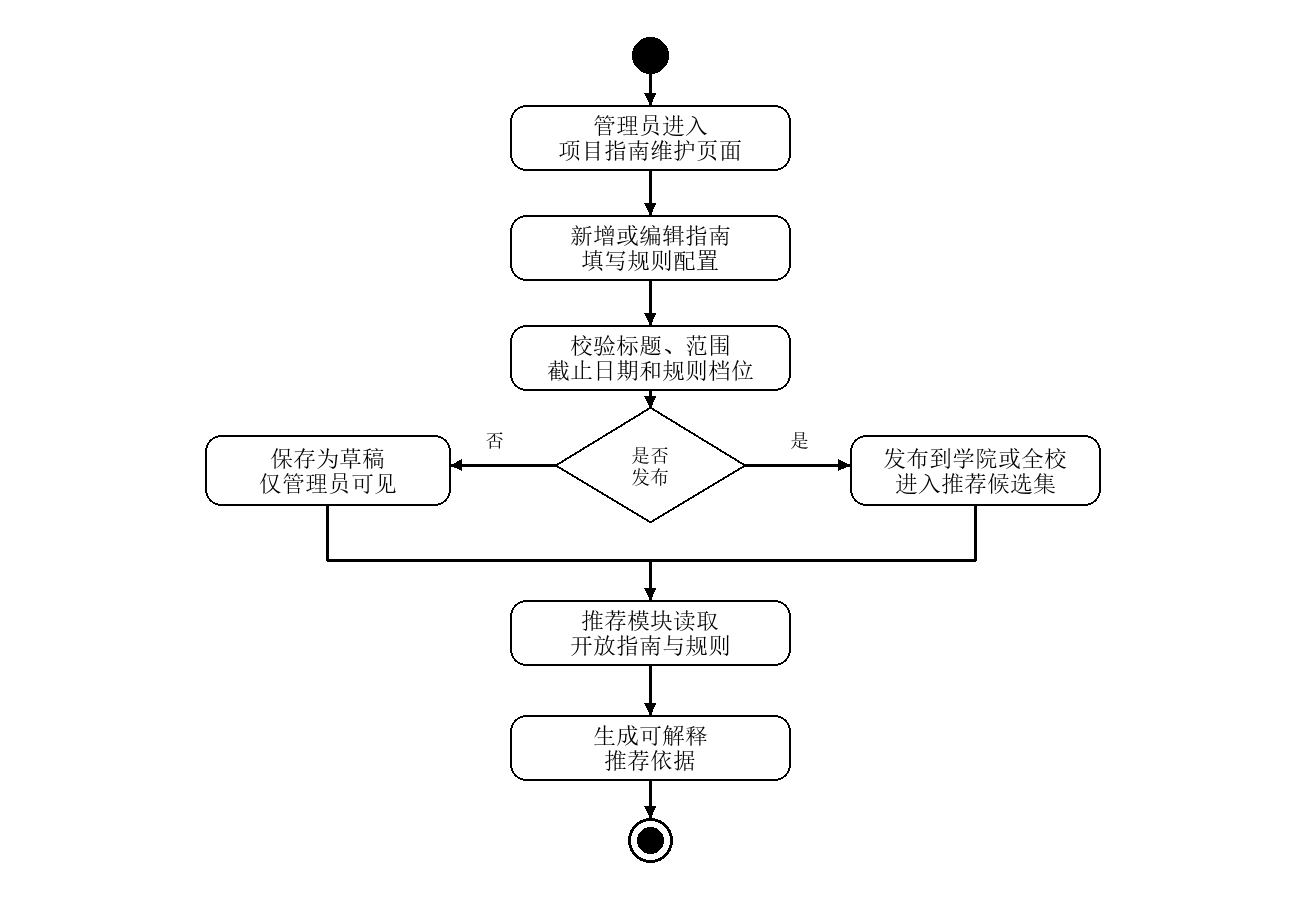 管理员进入
项目指南维护页面
新增或编辑指南
填写规则配置
校验标题、范围
截止日期和规则档位
否
是
是否
发布
保存为草稿
仅管理员可见
发布到学院或全校
进入推荐候选集
推荐模块读取
开放指南与规则
生成可解释
推荐依据